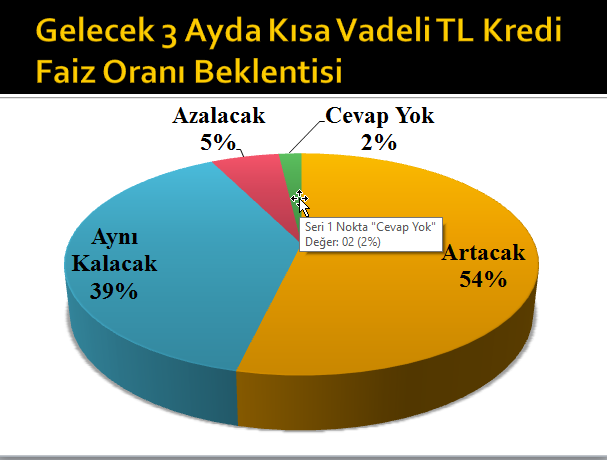 Gelecek 3 Ayda Kısa Vadeli TL Kredi
Faiz Oranı Beklentisi
Azalacak
5%
Cevap Yok
2%
Aynı
Kalacak
39%
Seri 1 Nokta "Cevap Yok"
Değer: 02 (2%)
Artacak
54%